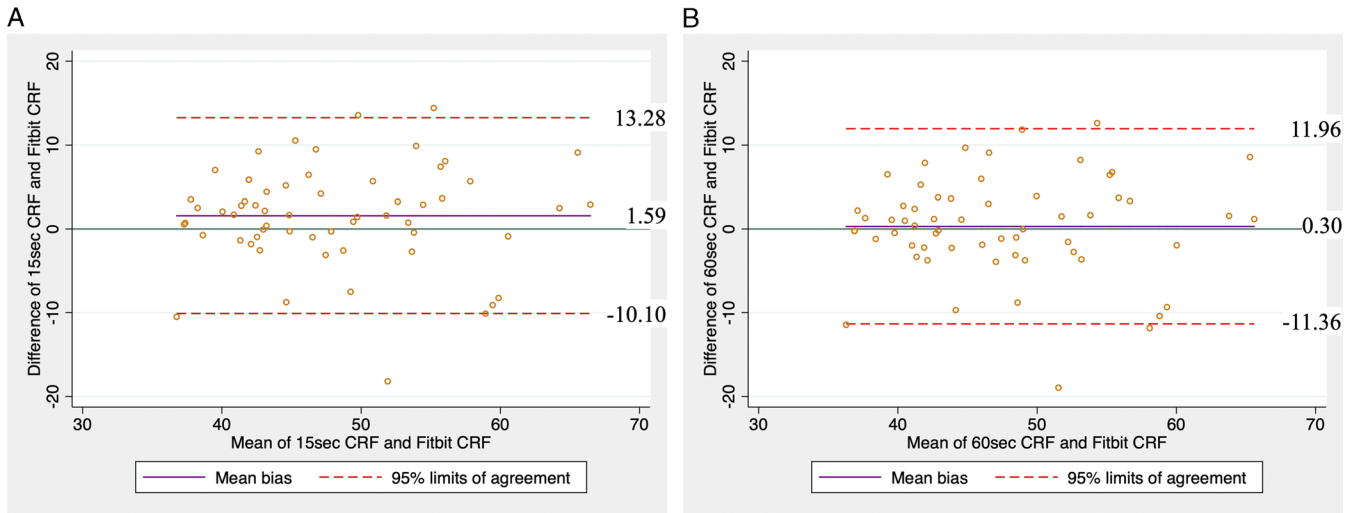 A
Difference of 15sec CRF and Fitbit CRF
20
10
0
-10
-20
13.28
1.59
-10.10
30
40
50
60
70
Mean of 15sec CRF and Fitbit CRF
Mean bias
95% limits of agreement
B
Difference of 60sec CRF and Fitbit CRF
20
10
0
-10
-20
11.96
0.30
-11.36
30
40
50
60
70
Mean of 60sec CRF and Fitbit CRF
Mean bias
95% limits of agreement